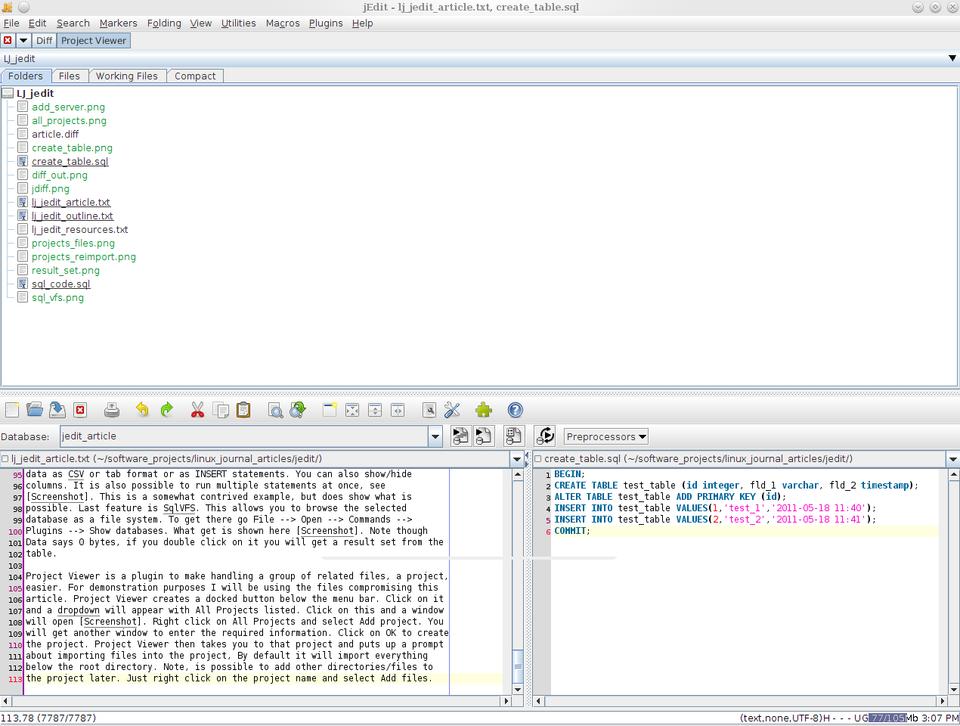 jEdit - lj_jedit_article.txt, create_table.sql
File Edit Search Markers Folding View Utilities Macros Plugins Help
Diff Project Viewer
LJ_jedit
Folders Files Working Files Compact
LJ_jedit
add_server.png
all_projects.png
article.diff
create_table.png
create_table.sql
diff_out.png
jdiff.png
lj_jedit_article.txt
lj_jedit_outline.txt
lj_jedit_resources.txt
projects_files.png
projects_reimport.png
result_set.png
sql_code.sql
sql_vfs.png
Database: jedit_article Preprocessors
lj_jedit_article.txt (~/software_projects/linux_journal_articles/jedit/)
95 data as CSV or tab format or as INSERT statements. You can also show/hide
96 columns. It is also possible to run multiple statements at once, see
97 [Screenshot]. This is a somewhat contrived example, but does show what is
98 possible. Last feature is SqlVFS. This allows you to browse the selected
99 database as a file system. To get there go File --> Open --> Commands -->
100 Plugins --> Show databases. What get is shown here [Screenshot]. Note though
101 Data says 0 bytes, if you double click on it you will get a result set from the
102 table.
103
104 Project Viewer is a plugin to make handling a group of related files, a project,
105 easier. For demonstration purposes I will be using the files compromising this
106 article. Project Viewer creates a docked button below the menu bar. Click on it
107 and a dropdown will appear with All Projects listed. Click on this and a window
108 will open [Screenshot]. Right click on All Projects and select Add project. You
109 will get another window to enter the required information. Click on OK to create
110 the project. Project Viewer then takes you to that project and puts up a prompt
111 about importing files into the project. By default it will import everything
112 below the root directory. Note, is possible to add other directories/files to
113 the project later. Just right click on the project name and select Add files.
create_table.sql (~/software_projects/linux_journal_articles/jedit/)
1 BEGIN;
2 CREATE TABLE test_table (id integer, fld_1 varchar, fld_2 timestamp);
3 ALTER TABLE test_table ADD PRIMARY KEY (id);
4 INSERT INTO test_table VALUES(1,'test_1','2011-05-18 11:40');
5 INSERT INTO test_table VALUES(2,'test_2','2011-05-18 11:41');
6 COMMIT;
113,78 (7787/7787) (text,none,UTF-8)H - - - UG 77/105Mb 3:07 PM